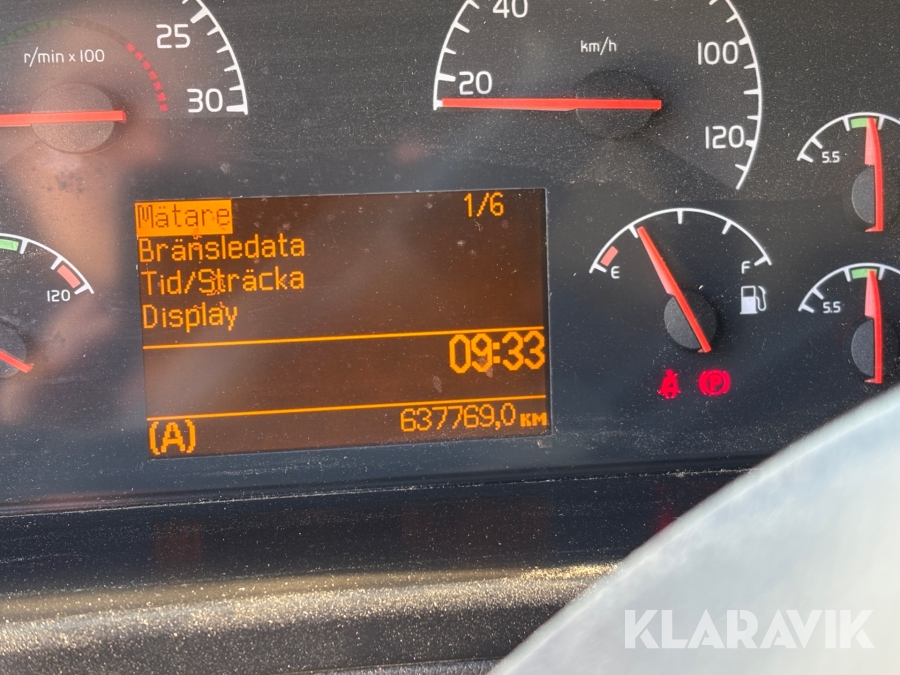 25
r/min x 100
30
40
km/h
20
100
120
5.5
Mätare 1/6
Bränsledata
Tid/Sträcka
Display
09:33
(A) 637769,0 км
120
E F
5.5
(P)
KLARAVIK